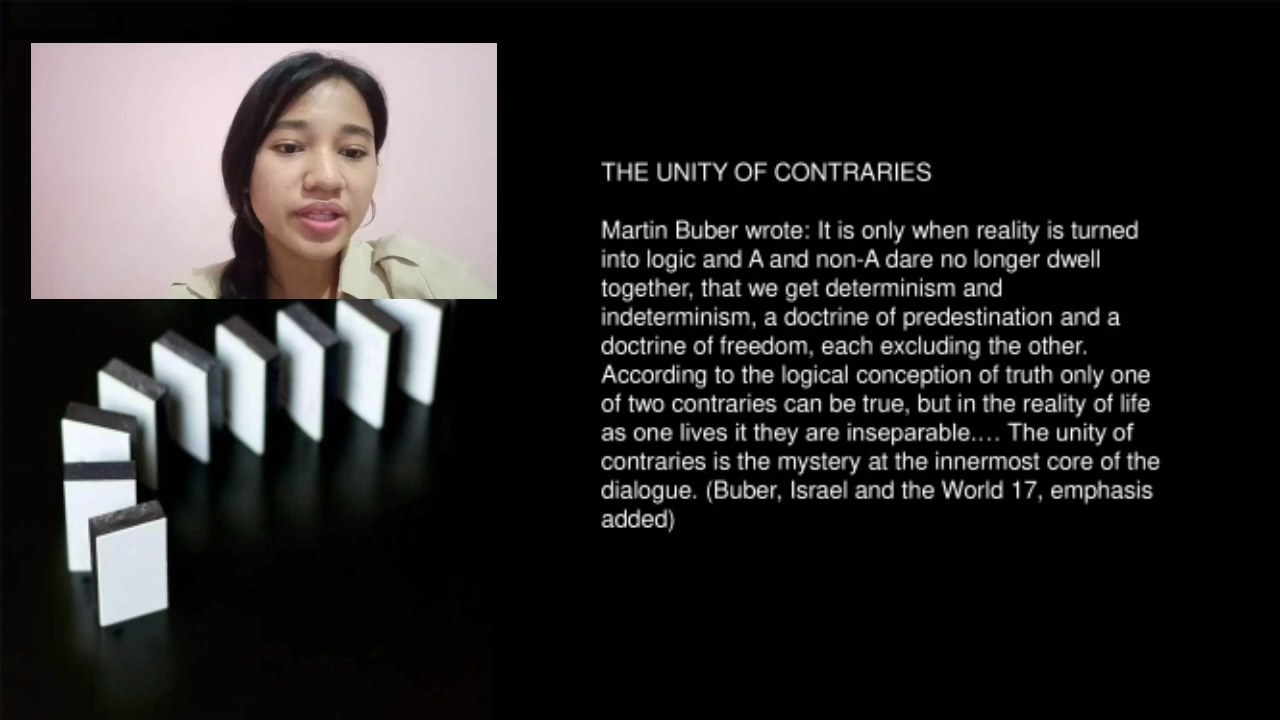 THE UNITY OF CONTRARIES
Martin Buber wrote: It is only when reality is turned
into logic and A and non-A dare no longer dwell
together, that we get determinism and
indeterminism, a doctrine of predestination and a
doctrine of freedom, each excluding the other.
According to the logical conception of truth only one
of two contraries can be true, but in the reality of life
as one lives it they are inseparable.... The unity of
contraries is the mystery at the innermost core of the
dialogue. (Buber, Israel and the World 17, emphasis
added)